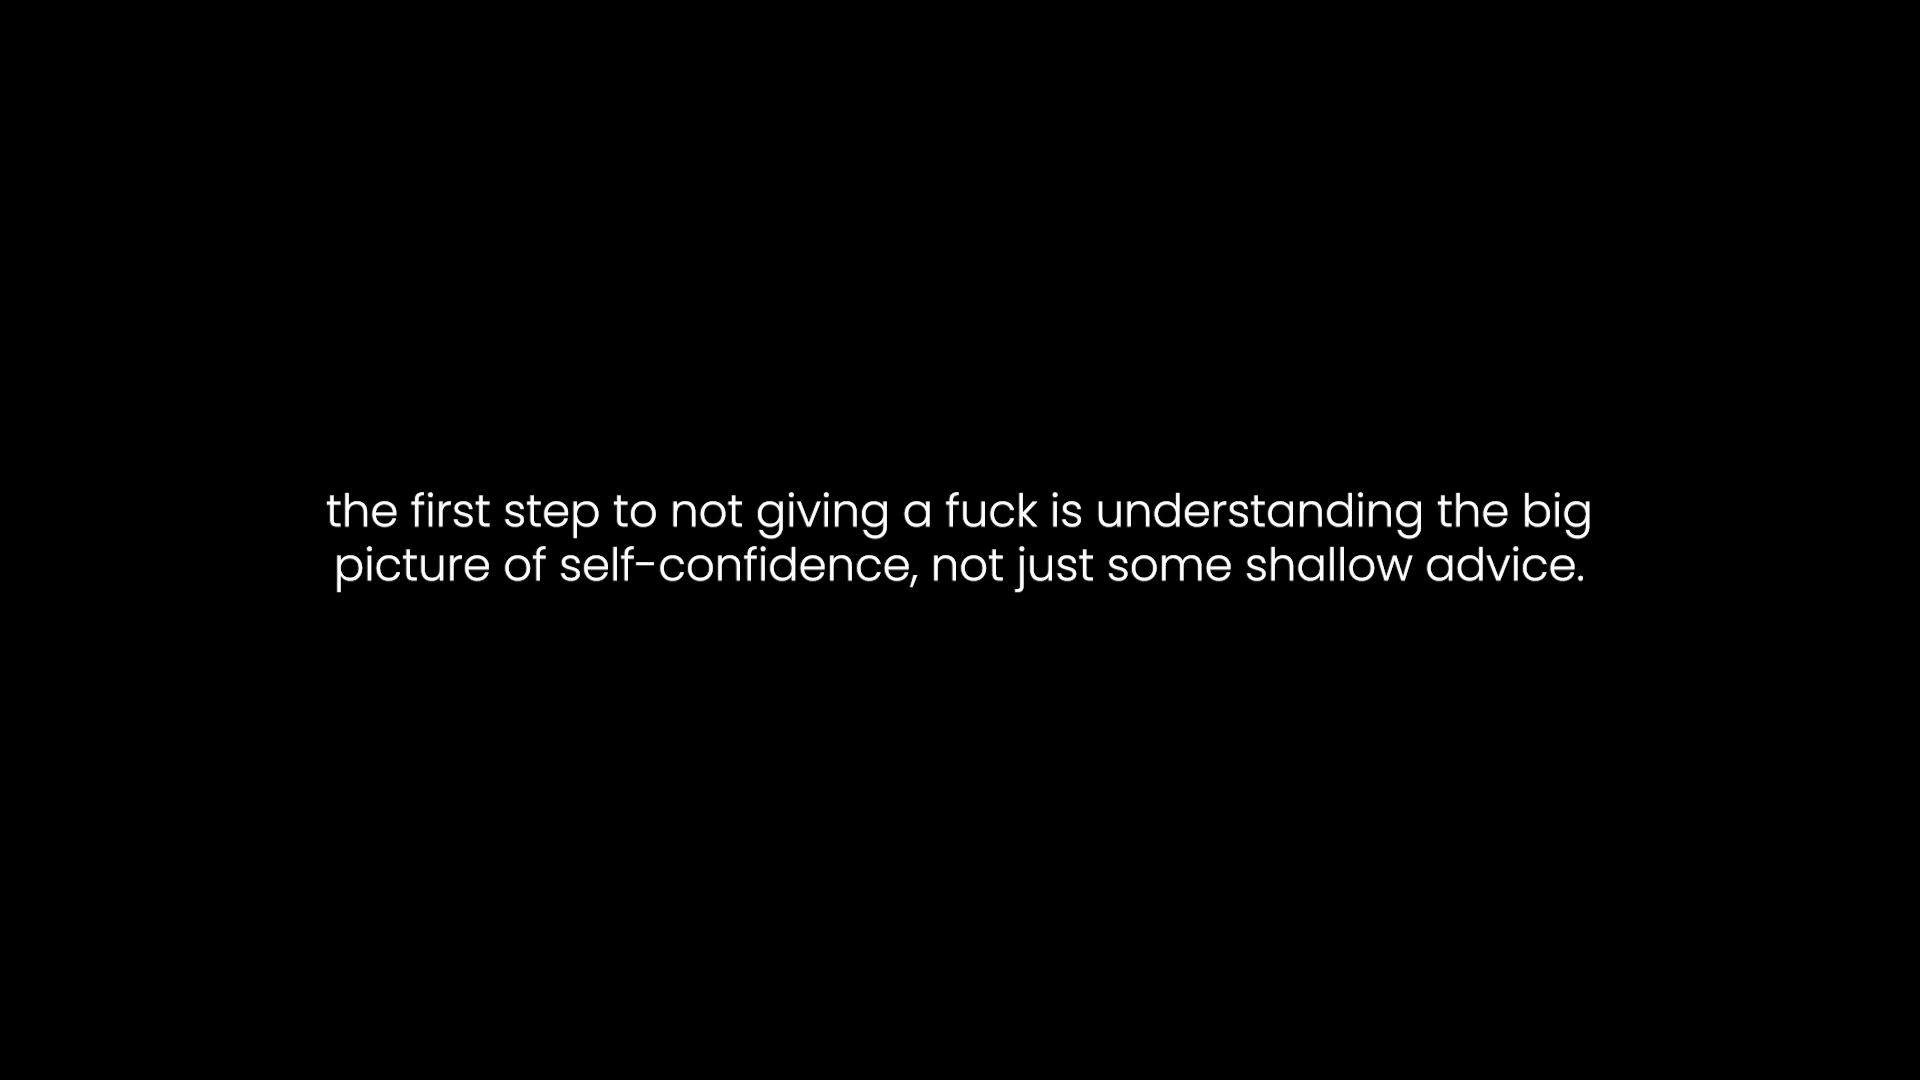 the first step to not giving a fuck is understanding the big
picture of self-confidence, not just some shallow advice.